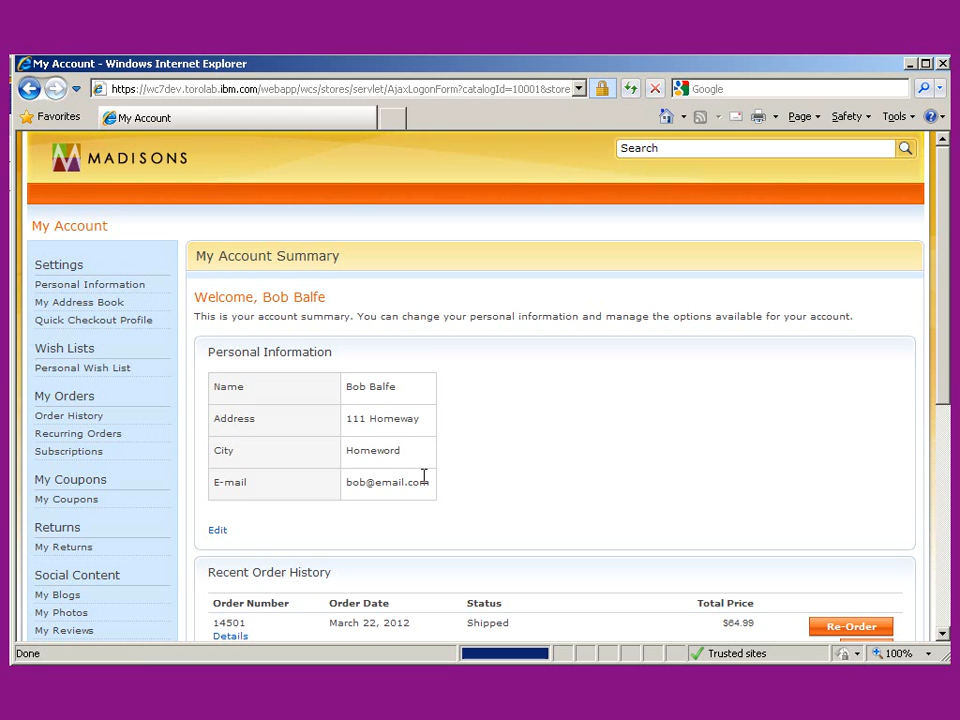 My Account - Windows Internet Explorer
https://wc7dev.torolab.ibm.com/webapp/wcs/stores/servlet/AjaxLogonForm?catalogId=10001&store
Google
Favorites
My Account
Page
Safety
Tools
MADISONS
Search
My Account
Settings
Personal Information
My Address Book
Quick Checkout Profile
Wish Lists
Personal Wish List
My Orders
Order History
Recurring Orders
Subscriptions
My Coupons
My Coupons
Returns
My Returns
Social Content
My Blogs
My Photos
My Reviews
My Account Summary
Welcome, Bob Balfe
This is your account summary. You can change your personal information and manage the options available for your account.
Personal Information
Name Bob Balfe
Address 111 Homeway
City Homeword
E-mail bob@email.com
Edit
Recent Order History
Order Number Order Date Status Total Price
14501 March 22, 2012 Shipped $64.99 Re-Order
Details
Done
Trusted sites
100%